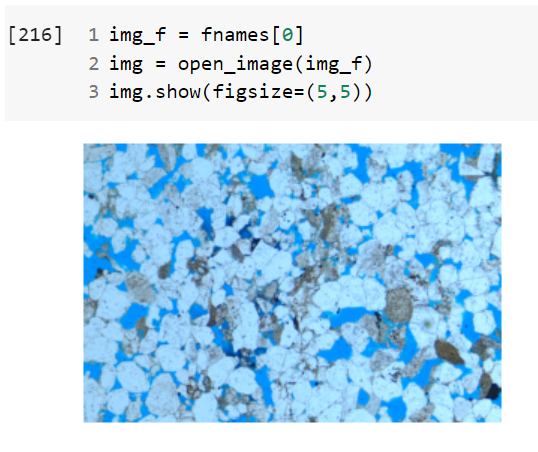 [216] 1 img_f = fnames[0]
2 img = open_image(img_f)
3 img.show(figsize=(5,5))